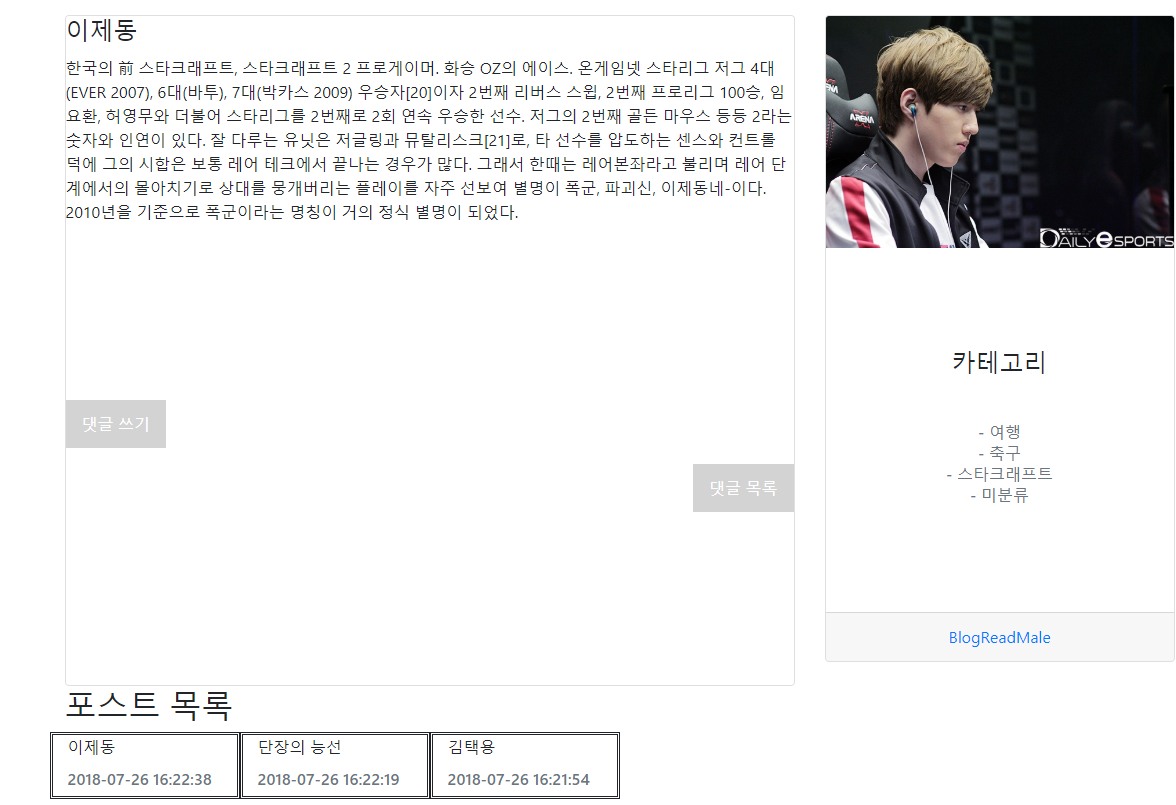 이제동
한국의 前 스타크래프트, 스타크래프트 2 프로게이머. 화승 OZ의 에이스. 온게임넷 스타리그 저그 4대
(EVER 2007), 6대(바투), 7대(박카스 2009) 우승자[20]이자 2번째 리버스 스윕, 2번째 프로리그 100승, 임
요환, 허영무와 더불어 스타리그를 2번째로 2회 연속 우승한 선수. 저그의 2번째 골든 마우스 등등 2라는
숫자와 인연이 있다. 잘 다루는 유닛은 저글링과 뮤탈리스크[21]로, 타 선수를 압도하는 센스와 컨트롤
덕에 그의 시합은 보통 레어 테크에서 끝나는 경우가 많다. 그래서 한때는 레어본좌라고 불리며 레어 단
계에서의 몰아치기로 상대를 뭉개버리는 플레이를 자주 선보여 별명이 폭군, 파괴신, 이제동네-이다.
2010년을 기준으로 폭군이라는 명칭이 거의 정식 별명이 되었다.
댓글 쓰기
댓글 목록
포스트 목록
이제동
2018-07-26 16:22:38
단장의 능선
2018-07-26 16:22:19
김택용
2018-07-26 16:21:54
ARENA
DAILY eSPORTS
카테고리
- 여행
- 축구
- 스타크래프트
- 미분류
BlogReadMale